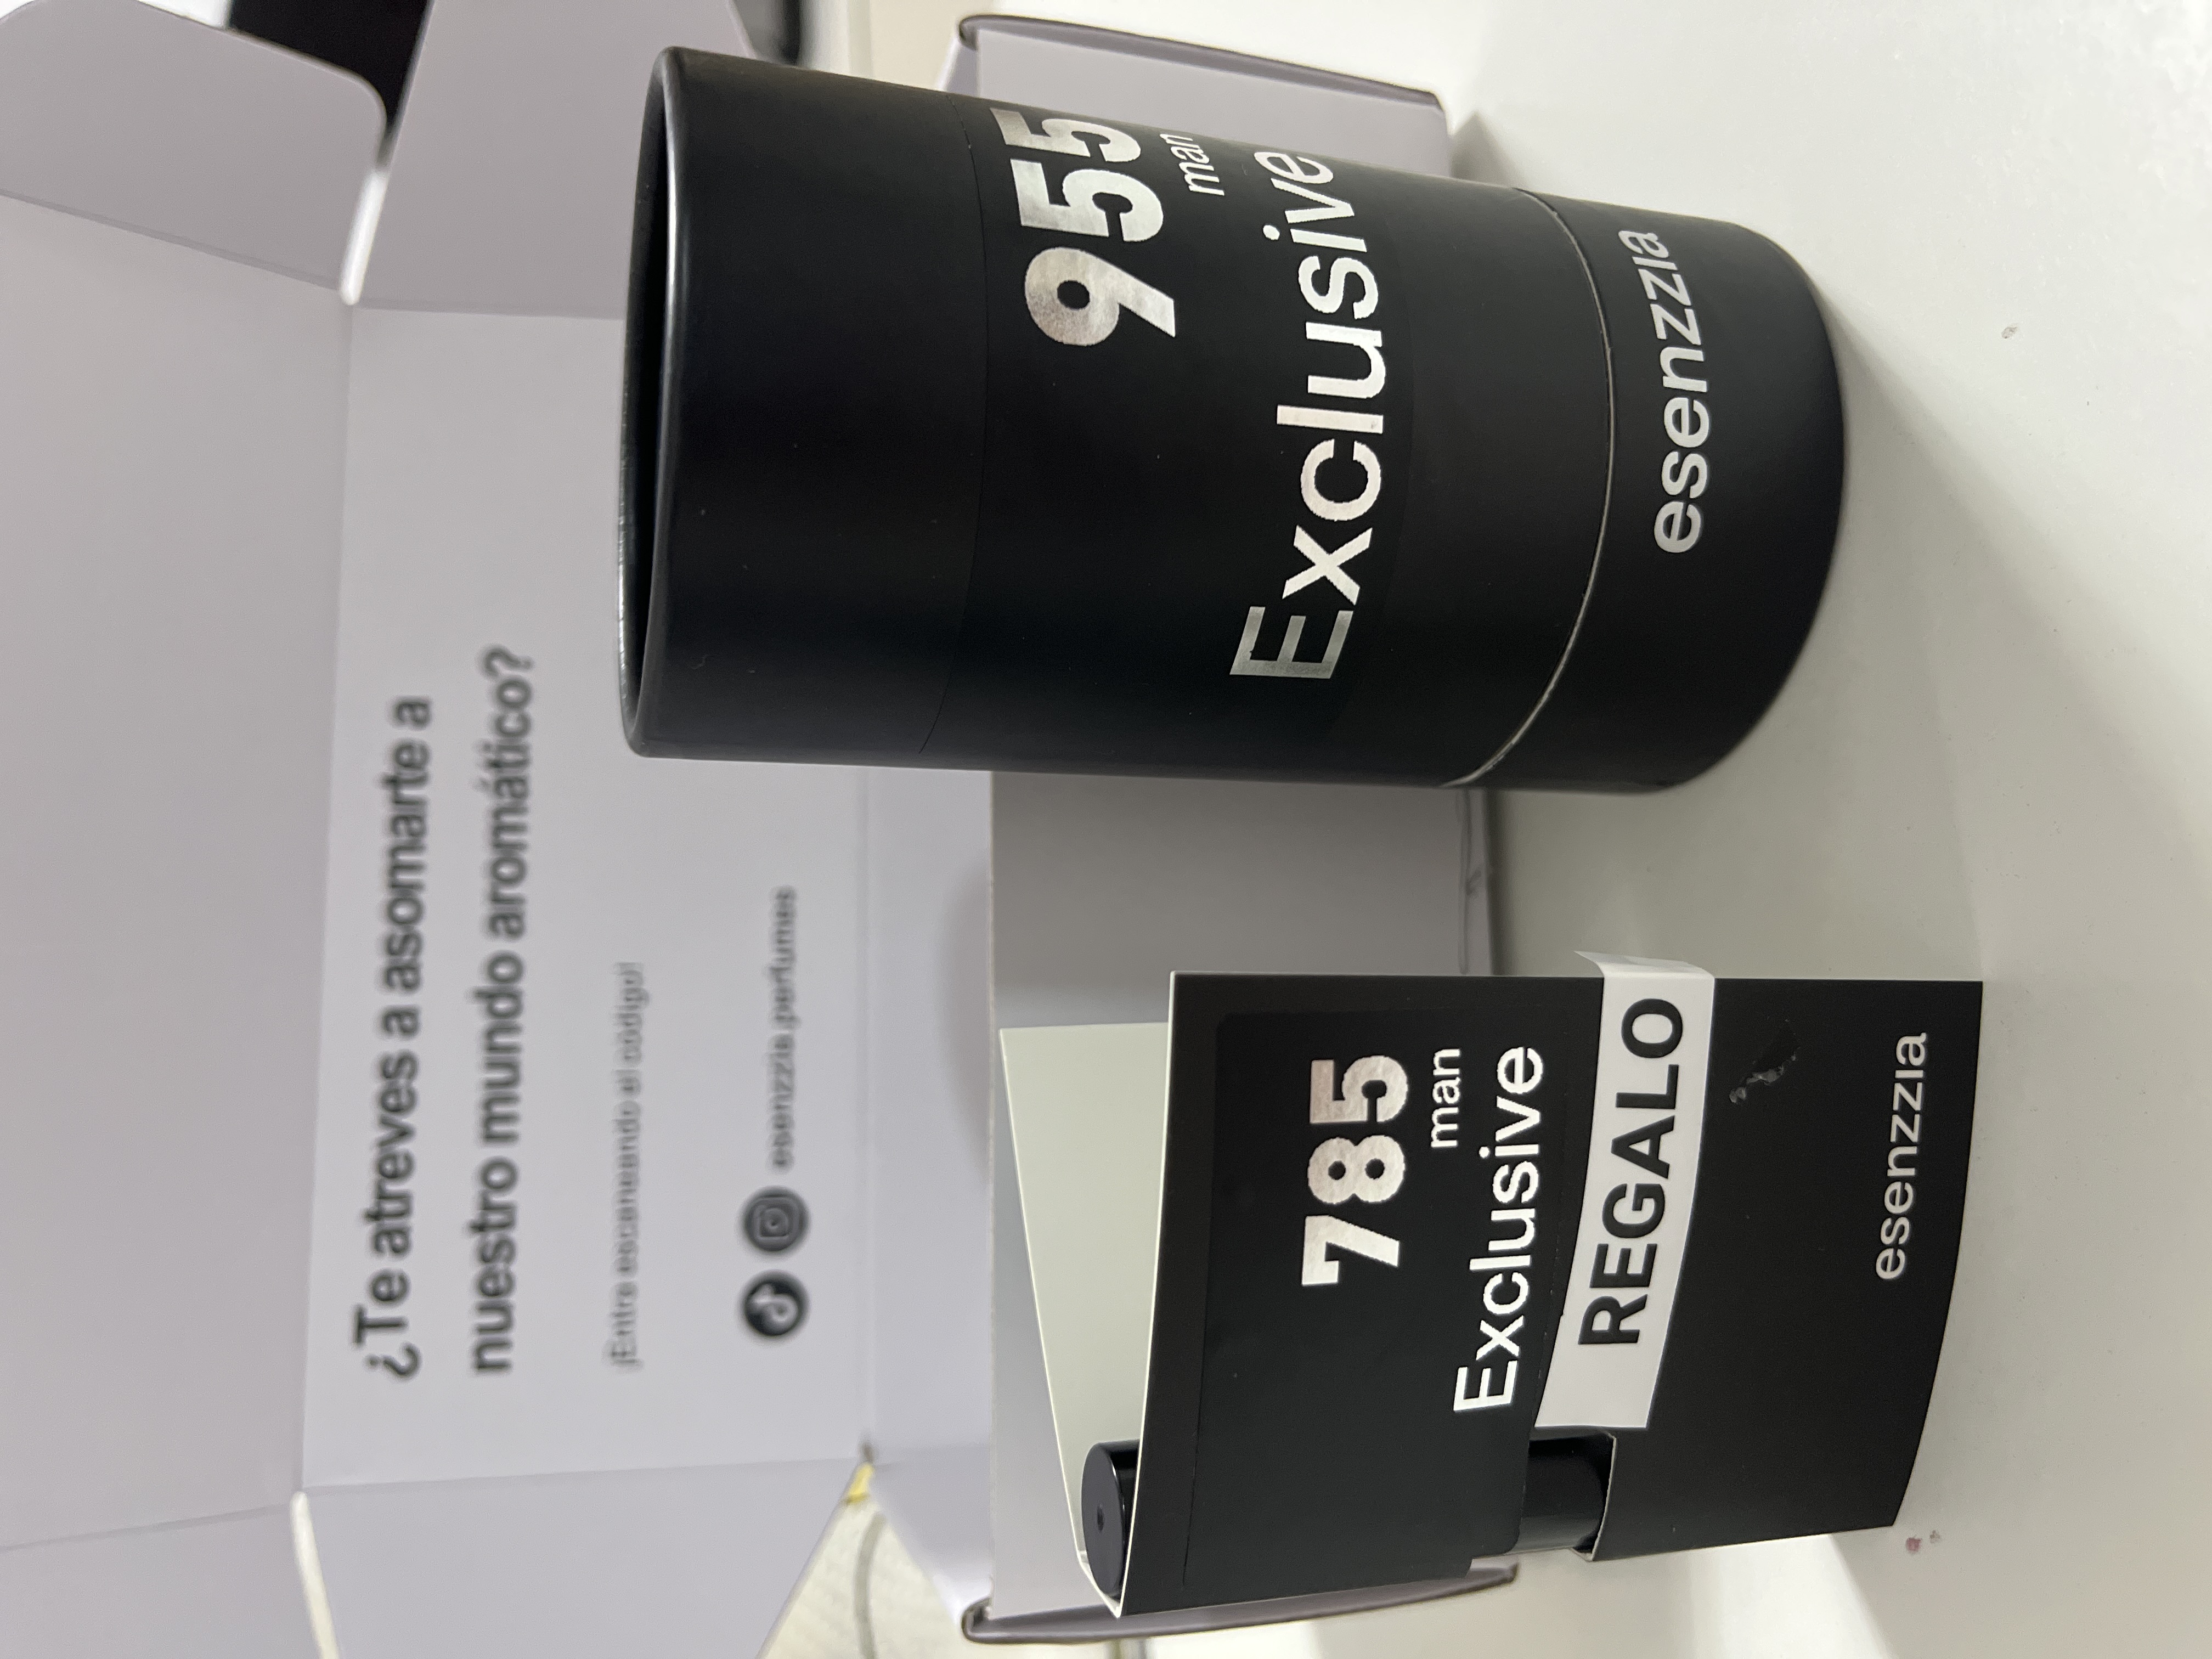 ¿Te atreves a asomarte a
nuestro mundo aromático?
¡Entra escaneando el código!
esenzzia.perfumes
785
man
Exclusive
REGALO
esenzzia
955
man
Exclusive
esenzzia